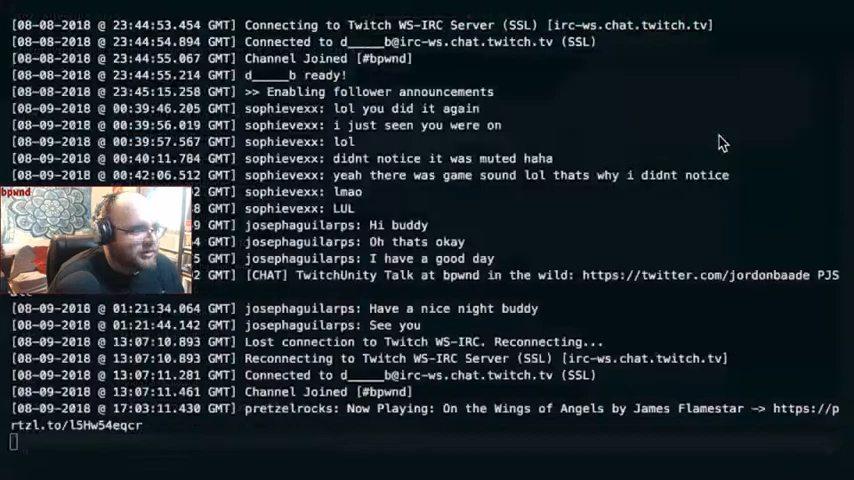 [08-08-2018 @ 23:44:53.454 GMT] Connecting to Twitch WS-IRC Server (SSL) [irc-ws.chat.twitch.tv]
[08-08-2018 @ 23:44:54.894 GMT] Connected to d_____b@irc-ws.chat.twitch.tv (SSL)
[08-08-2018 @ 23:44:55.067 GMT] Channel Joined [#bpwnd]
[08-08-2018 @ 23:44:55.214 GMT] d_____b ready!
[08-08-2018 @ 23:45:15.258 GMT] >> Enabling follower announcements
[08-09-2018 @ 00:39:46.205 GMT] sophievexx: lol you did it again
[08-09-2018 @ 00:39:56.019 GMT] sophievexx: i just seen you were on
[08-09-2018 @ 00:39:57.567 GMT] sophievexx: lol
[08-09-2018 @ 00:40:11.784 GMT] sophievexx: didnt notice it was muted haha
[08-09-2018 @ 00:42:06.512 GMT] sophievexx: yeah there was game sound lol thats why i didnt notice
bpwnd
2 GMT] sophievexx: lmao
8 GMT] sophievexx: LUL
GMT] josephaguilarps: Hi buddy
4 GMT] josephaguilarps: Oh thats okay
5 GMT] josephaguilarps: I have a good day
2 GMT] [CHAT] TwitchUnity Talk at bpwnd in the wild: https://twitter.com/jordonbaade PJS
[08-09-2018 @ 01:21:34.064 GMT] josephaguilarps: Have a nice night buddy
[08-09-2018 @ 01:21:44.142 GMT] josephaguilarps: See you
[08-09-2018 @ 13:07:10.893 GMT] Lost connection to Twitch WS-IRC. Reconnecting...
[08-09-2018 @ 13:07:10.893 GMT] Reconnecting to Twitch WS-IRC Server (SSL) [irc-ws.chat.twitch.tv]
[08-09-2018 @ 13:07:11.281 GMT] Connected to d_____b@irc-ws.chat.twitch.tv (SSL)
[08-09-2018 @ 13:07:11.461 GMT] Channel Joined [#bpwnd]
[08-09-2018 @ 17:03:11.430 GMT] pretzelrocks: Now Playing: On the Wings of Angels by James Flamestar -> https://p
rtzl.to/l5Hw54eqcr